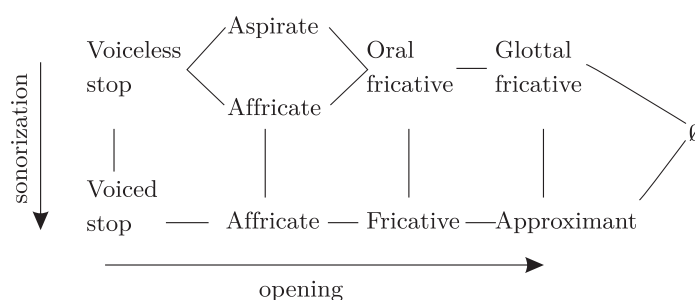 Aspirate
Voiceless
stop
Oral
fricative
Glottal
fricative
Affricate
sonorization
ø
Voiced
stop
Affricate
Fricative
Approximant
opening